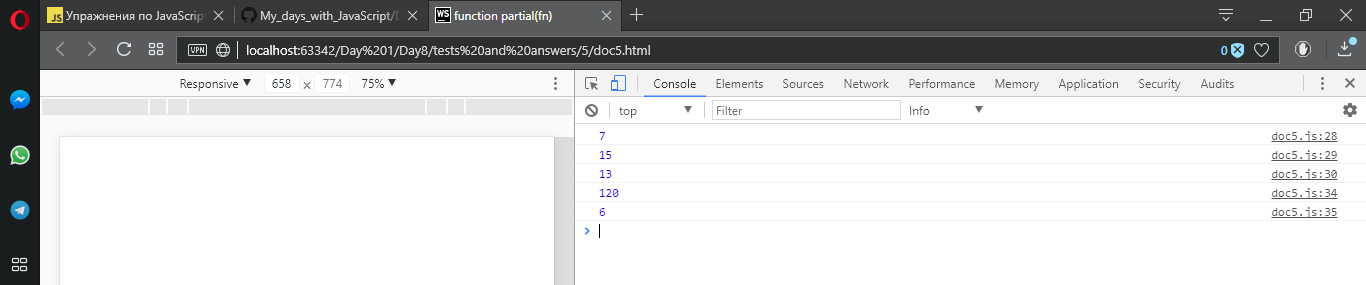 JS Упражнения по JavaScript
My_days_with_JavaScript/D
WS function partial(fn)
VPN localhost:63342/Day%201/Day8/tests%20and%20answers/5/doc5.html 0
Responsive ▼ 658 × 774 75% ▼
Console Elements Sources Network Performance Memory Application Security Audits
top ▼ Filter Info ▼
7 doc5.js:28
15 doc5.js:29
13 doc5.js:30
120 doc5.js:34
6 doc5.js:35